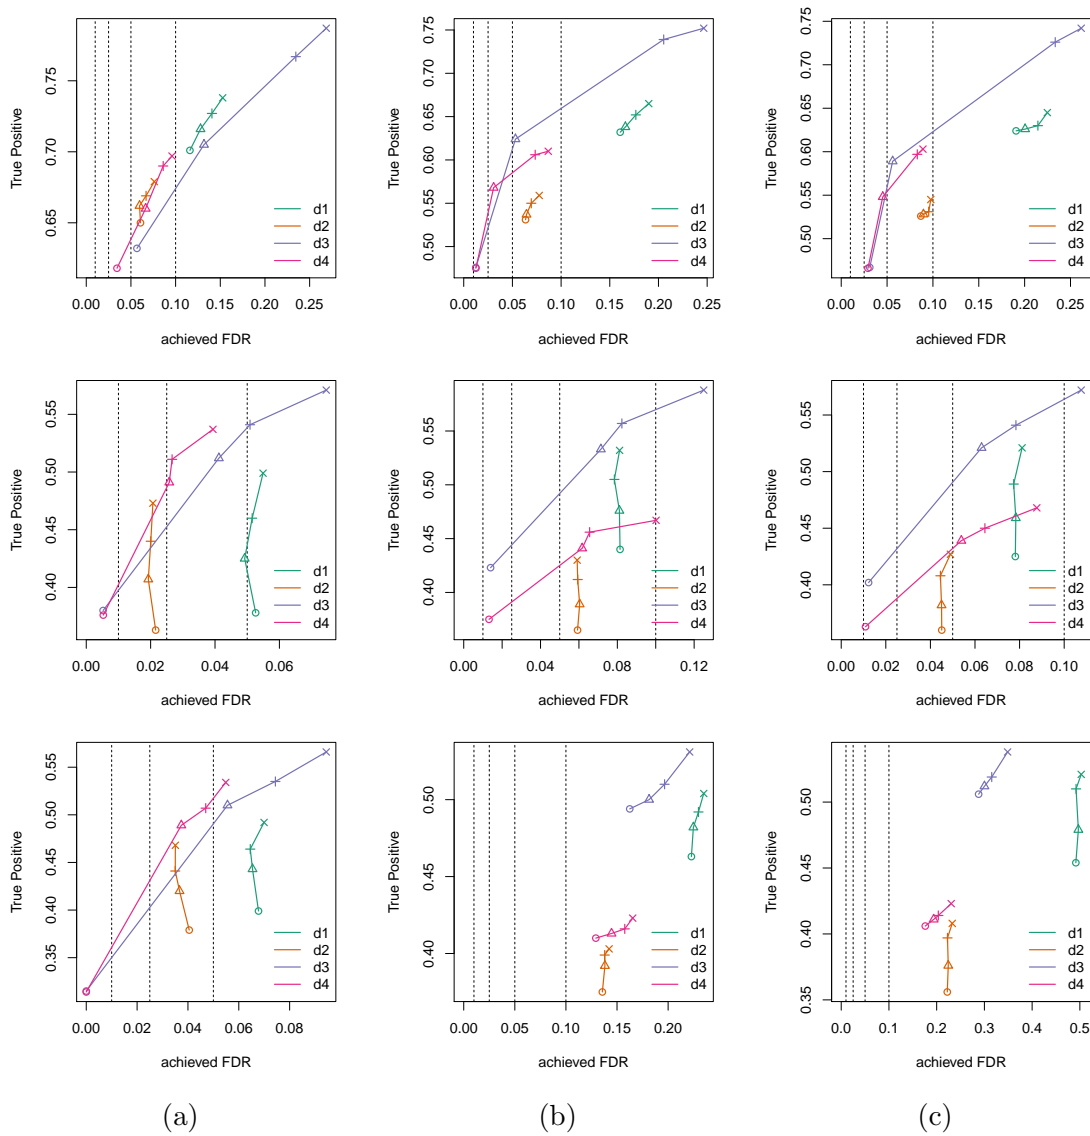 True Positive
0.65 0.70 0.75
0.00 0.05 0.10 0.15 0.20 0.25
achieved FDR
d1
d2
d3
d4
True Positive
0.50 0.55 0.60 0.65 0.70 0.75
0.00 0.05 0.10 0.15 0.20 0.25
achieved FDR
d1
d2
d3
d4
True Positive
0.50 0.55 0.60 0.65 0.70 0.75
0.00 0.05 0.10 0.15 0.20 0.25
achieved FDR
d1
d2
d3
d4
True Positive
0.40 0.45 0.50 0.55
0.00 0.02 0.04 0.06
achieved FDR
d1
d2
d3
d4
True Positive
0.40 0.45 0.50 0.55
0.00 0.04 0.08 0.12
achieved FDR
d1
d2
d3
d4
True Positive
0.40 0.45 0.50 0.55
0.00 0.02 0.04 0.06 0.08 0.10
achieved FDR
d1
d2
d3
d4
True Positive
0.35 0.40 0.45 0.50 0.55
0.00 0.02 0.04 0.06 0.08
achieved FDR
d1
d2
d3
d4
True Positive
0.40 0.45 0.50
0.00 0.05 0.10 0.15 0.20
achieved FDR
d1
d2
d3
d4
True Positive
0.35 0.40 0.45 0.50
0.0 0.1 0.2 0.3 0.4 0.5
achieved FDR
d1
d2
d3
d4
(a) (b) (c)